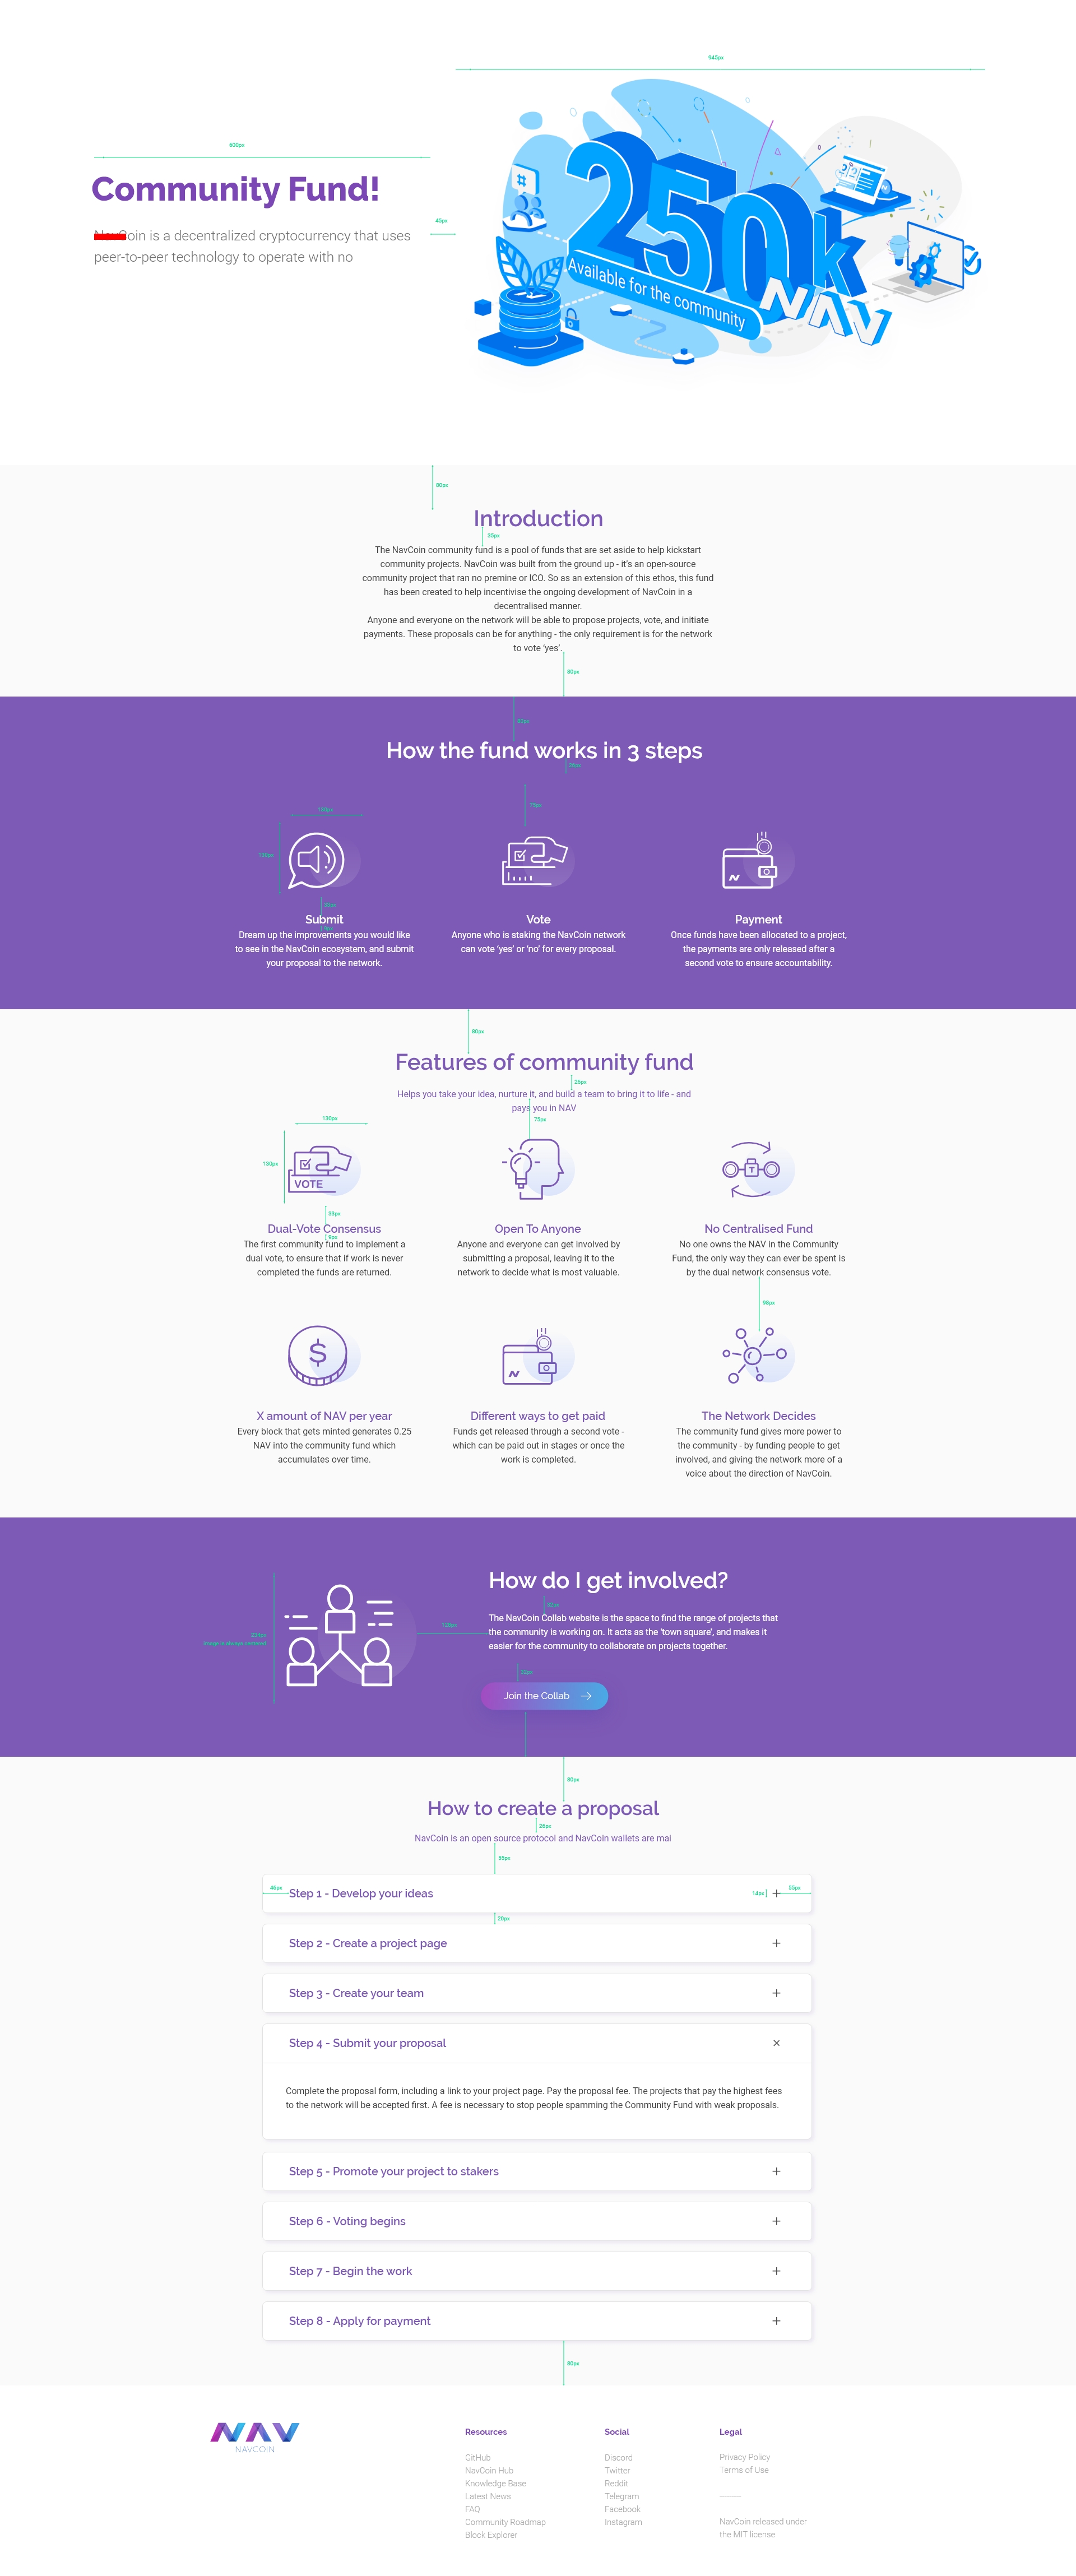 945px
600px
Community Fund!
45px
NavCoin is a decentralized cryptocurrency that uses
peer-to-peer technology to operate with no
250k
Available for the community
NAV
80px
Introduction
35px
The NavCoin community fund is a pool of funds that are set aside to help kickstart
community projects. NavCoin was built from the ground up - it's an open-source
community project that ran no premine or ICO. So as an extension of this ethos, this fund
has been created to help incentivise the ongoing development of NavCoin in a
decentralised manner.
Anyone and everyone on the network will be able to propose projects, vote, and initiate
payments. These proposals can be for anything - the only requirement is for the network
to vote 'yes'.
80px
80px
How the fund works in 3 steps
75px
130px
130px
33px
Submit
Dream up the improvements you would like
to see in the NavCoin ecosystem, and submit
your proposal to the network.
Vote
Anyone who is staking the NavCoin network
can vote 'yes' or 'no' for every proposal.
Payment
Once funds have been allocated to a project,
the payments are only released after a
second vote to ensure accountability.
80px
Features of community fund
26px
Helps you take your idea, nurture it, and build a team to bring it to life - and
pays you in NAV
75px
130px
130px
VOTE
33px
Dual-Vote Consensus
9px
The first community fund to implement a
dual vote, to ensure that if work is never
completed the funds are returned.
Open To Anyone
Anyone and everyone can get involved by
submitting a proposal, leaving it to the
network to decide what is most valuable.
No Centralised Fund
No one owns the NAV in the Community
Fund, the only way they can ever be spent is
by the dual network consensus vote.
98px
X amount of NAV per year
Every block that gets minted generates 0.25
NAV into the community fund which
accumulates over time.
Different ways to get paid
Funds get released through a second vote -
which can be paid out in stages or once the
work is completed.
The Network Decides
The community fund gives more power to
the community - by funding people to get
involved, and giving the network more of a
voice about the direction of NavCoin.
How do I get involved?
234px
image is always centered
The NavCoin Collab website is the space to find the range of projects that
the community is working on. It acts as the 'town square', and makes it
easier for the community to collaborate on projects together.
Join the Collab
80px
How to create a proposal
26px
NavCoin is an open source protocol and NavCoin wallets are mai
55px
46px
Step 1 - Develop your ideas
14px
55px
20px
Step 2 - Create a project page
Step 3 - Create your team
Step 4 - Submit your proposal
Complete the proposal form, including a link to your project page. Pay the proposal fee. The projects that pay the highest fees
to the network will be accepted first. A fee is necessary to stop people spamming the Community Fund with weak proposals.
Step 5 - Promote your project to stakers
Step 6 - Voting begins
Step 7 - Begin the work
Step 8 - Apply for payment
80px
NAV
NAVCOIN
Resources
GitHub
NavCoin Hub
Knowledge Base
Latest News
FAQ
Community Roadmap
Block Explorer
Social
Discord
Twitter
Reddit
Telegram
Facebook
Instagram
Legal
Privacy Policy
Terms of Use
NavCoin released under
the MIT license